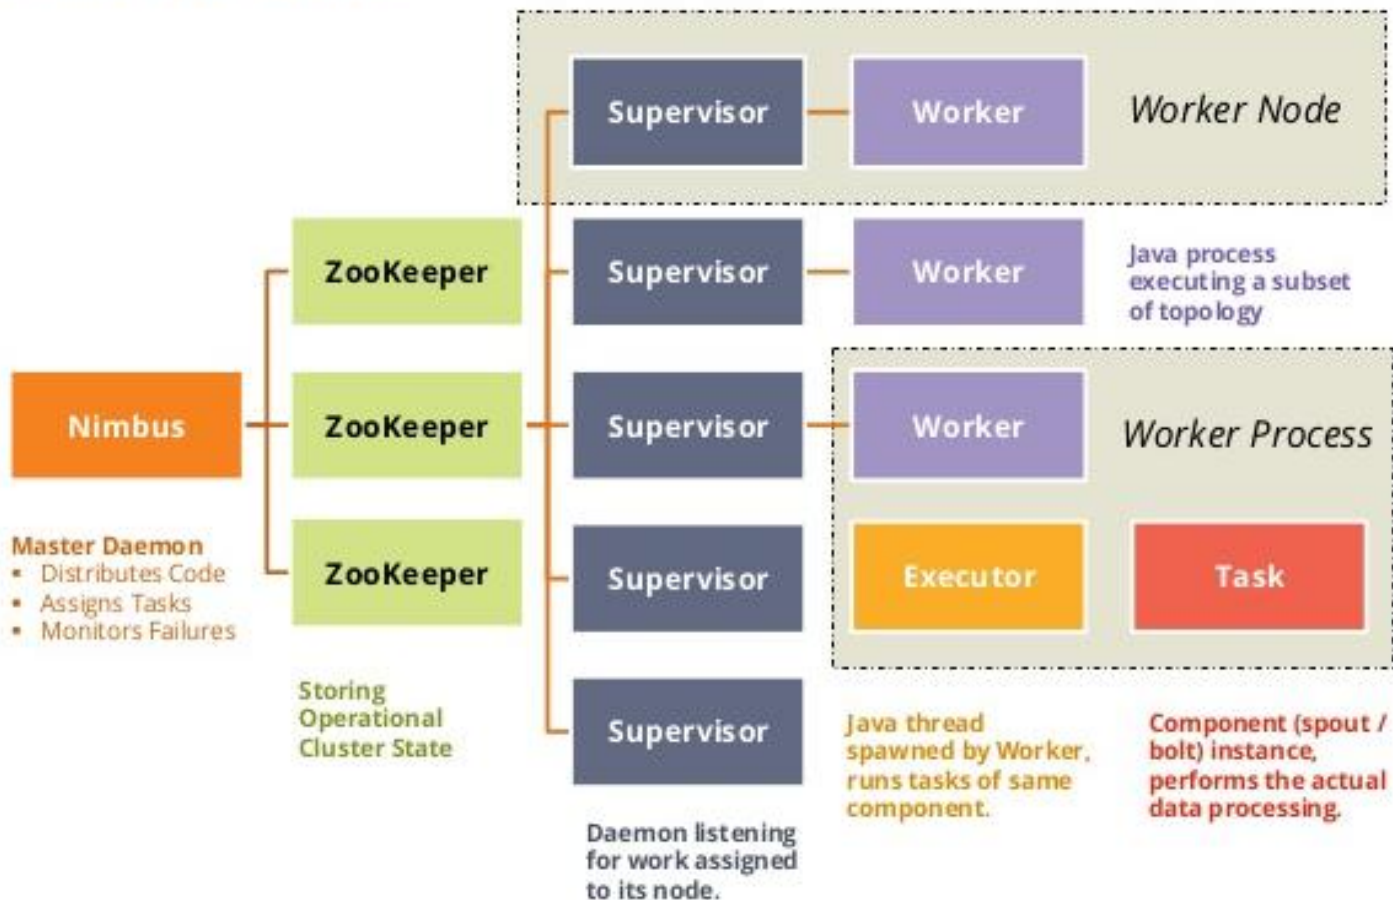 Supervisor
Worker
Worker Node
ZooKeeper
Supervisor
Worker
Java process
executing a subset
of topology
Nimbus
ZooKeeper
Supervisor
Worker
Worker Process
Master Daemon
▪ Distributes Code
▪ Assigns Tasks
▪ Monitors Failures
ZooKeeper
Supervisor
Executor
Task
Storing
Operational
Cluster State
Supervisor
Java thread
spawned by Worker,
runs tasks of same
component.
Component (spout /
bolt) instance,
performs the actual
data processing.
Daemon listening
for work assigned
to its node.